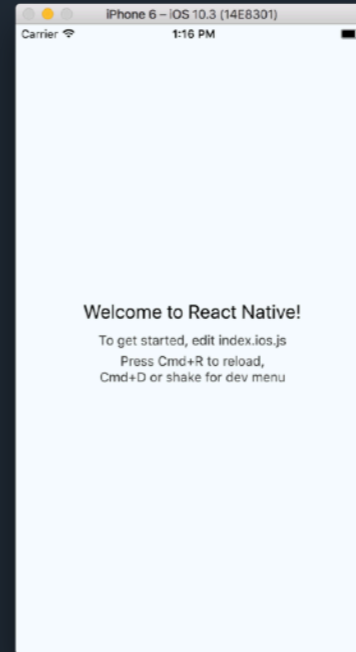 iPhone 6 – iOS 10.3 (14E8301)
Carrier 1:16 PM
Welcome to React Native!
To get started, edit index.ios.js
Press Cmd+R to reload,
Cmd+D or shake for dev menu